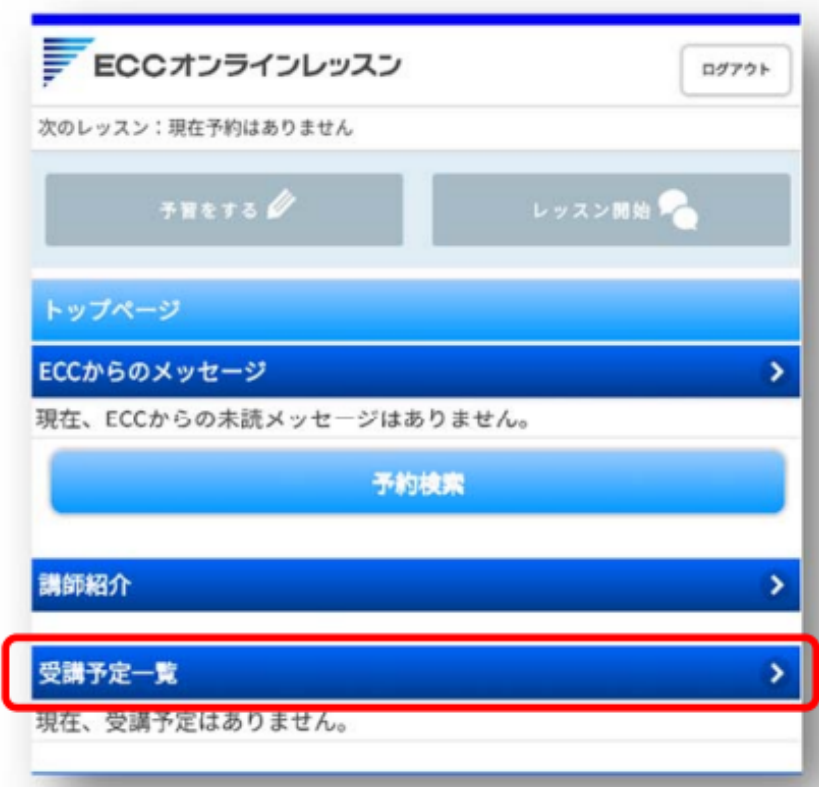 ECCオンラインレッスン
ログアウト
次のレッスン：現在予約はありません
予習をする
レッスン開始
トップページ
ECCからのメッセージ
現在、ECCからの未読メッセージはありません。
予約検索
講師紹介
受講予定一覧
現在、受講予定はありません。